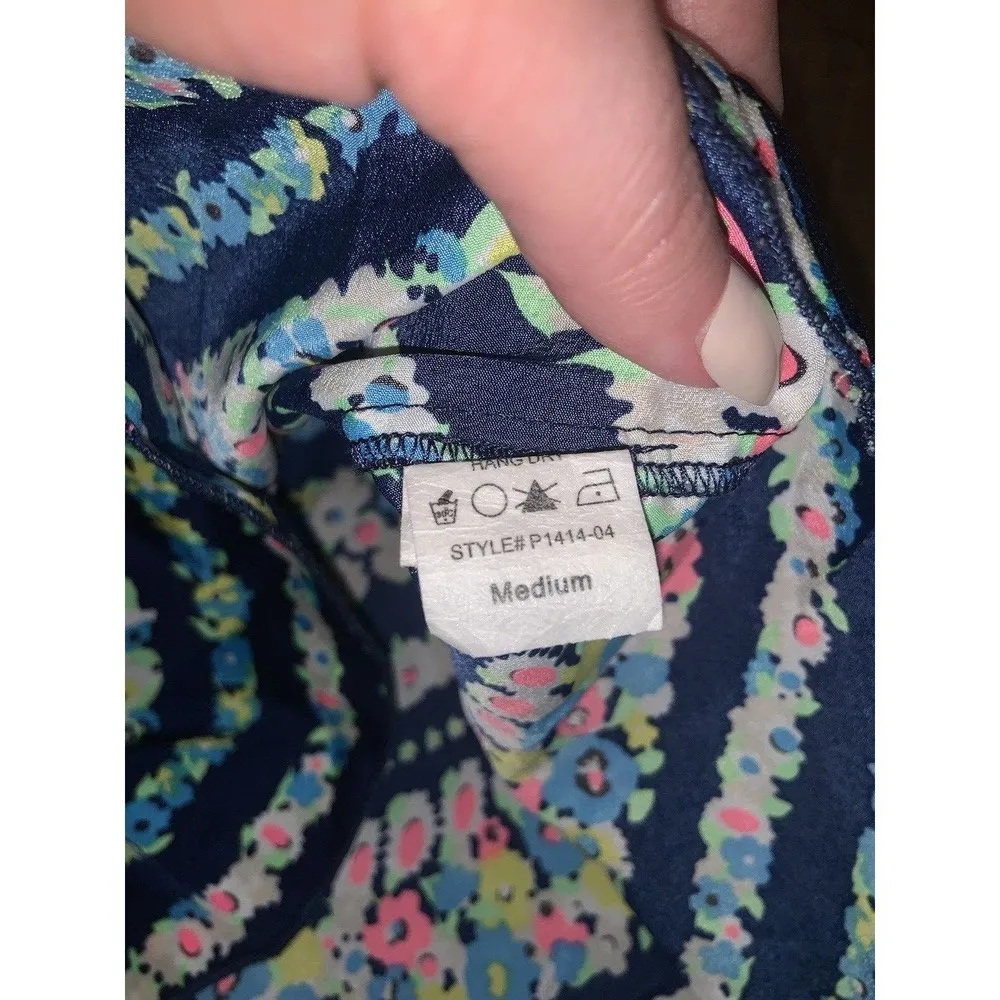 HANG DRY
STYLE# P1414-04
Medium